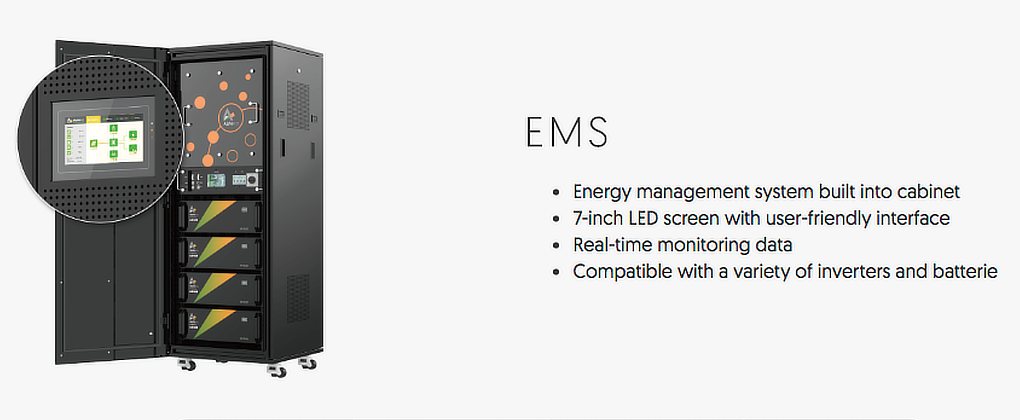 EMS
Energy management system built into cabinet
7-inch LED screen with user-friendly interface
Real-time monitoring data
Compatible with a variety of inverters and batterie